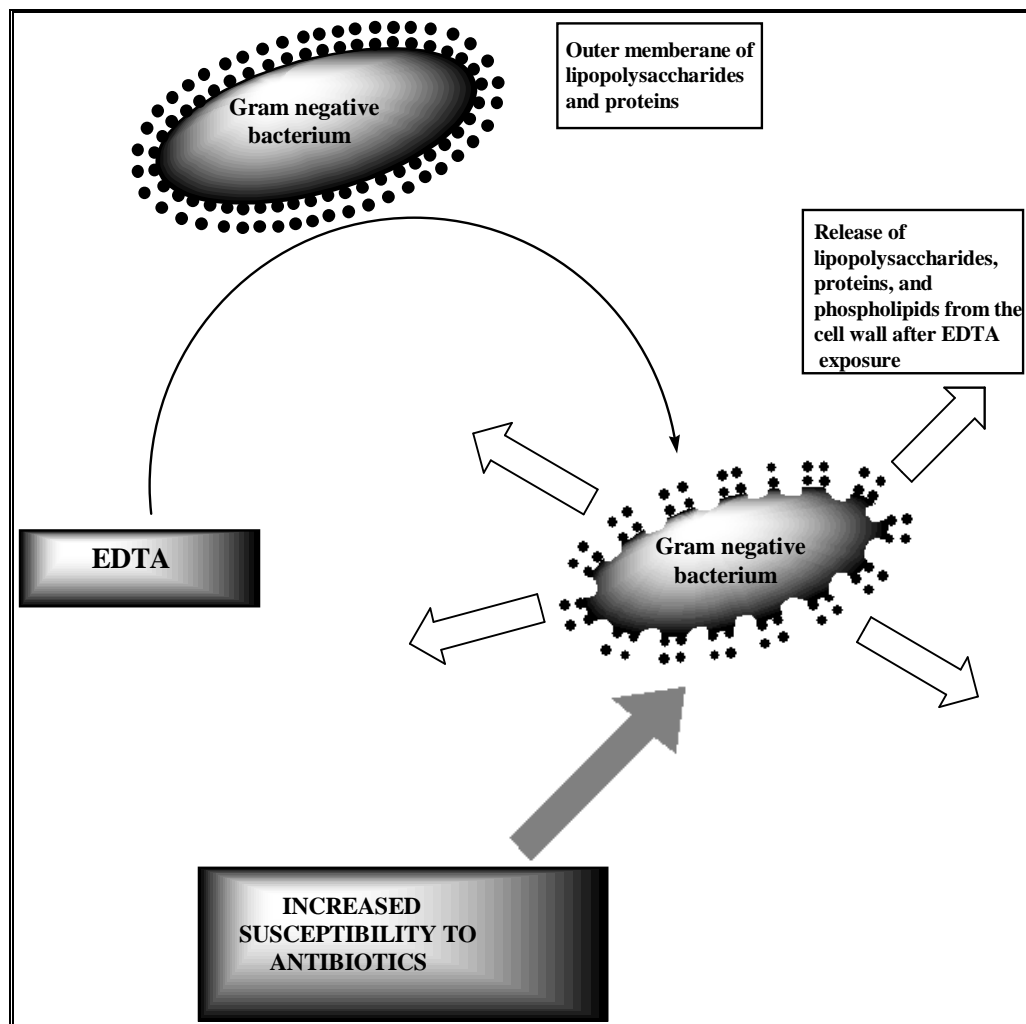 Gram negative
bacterium
Outer memberane of
lipopolysaccharides
and proteins
Release of
lipopolysaccharides,
proteins, and
phospholipids from the
cell wall after EDTA
exposure
EDTA
Gram negative
bacterium
INCREASED
SUSCEPTIBILITY TO
ANTIBIOTICS